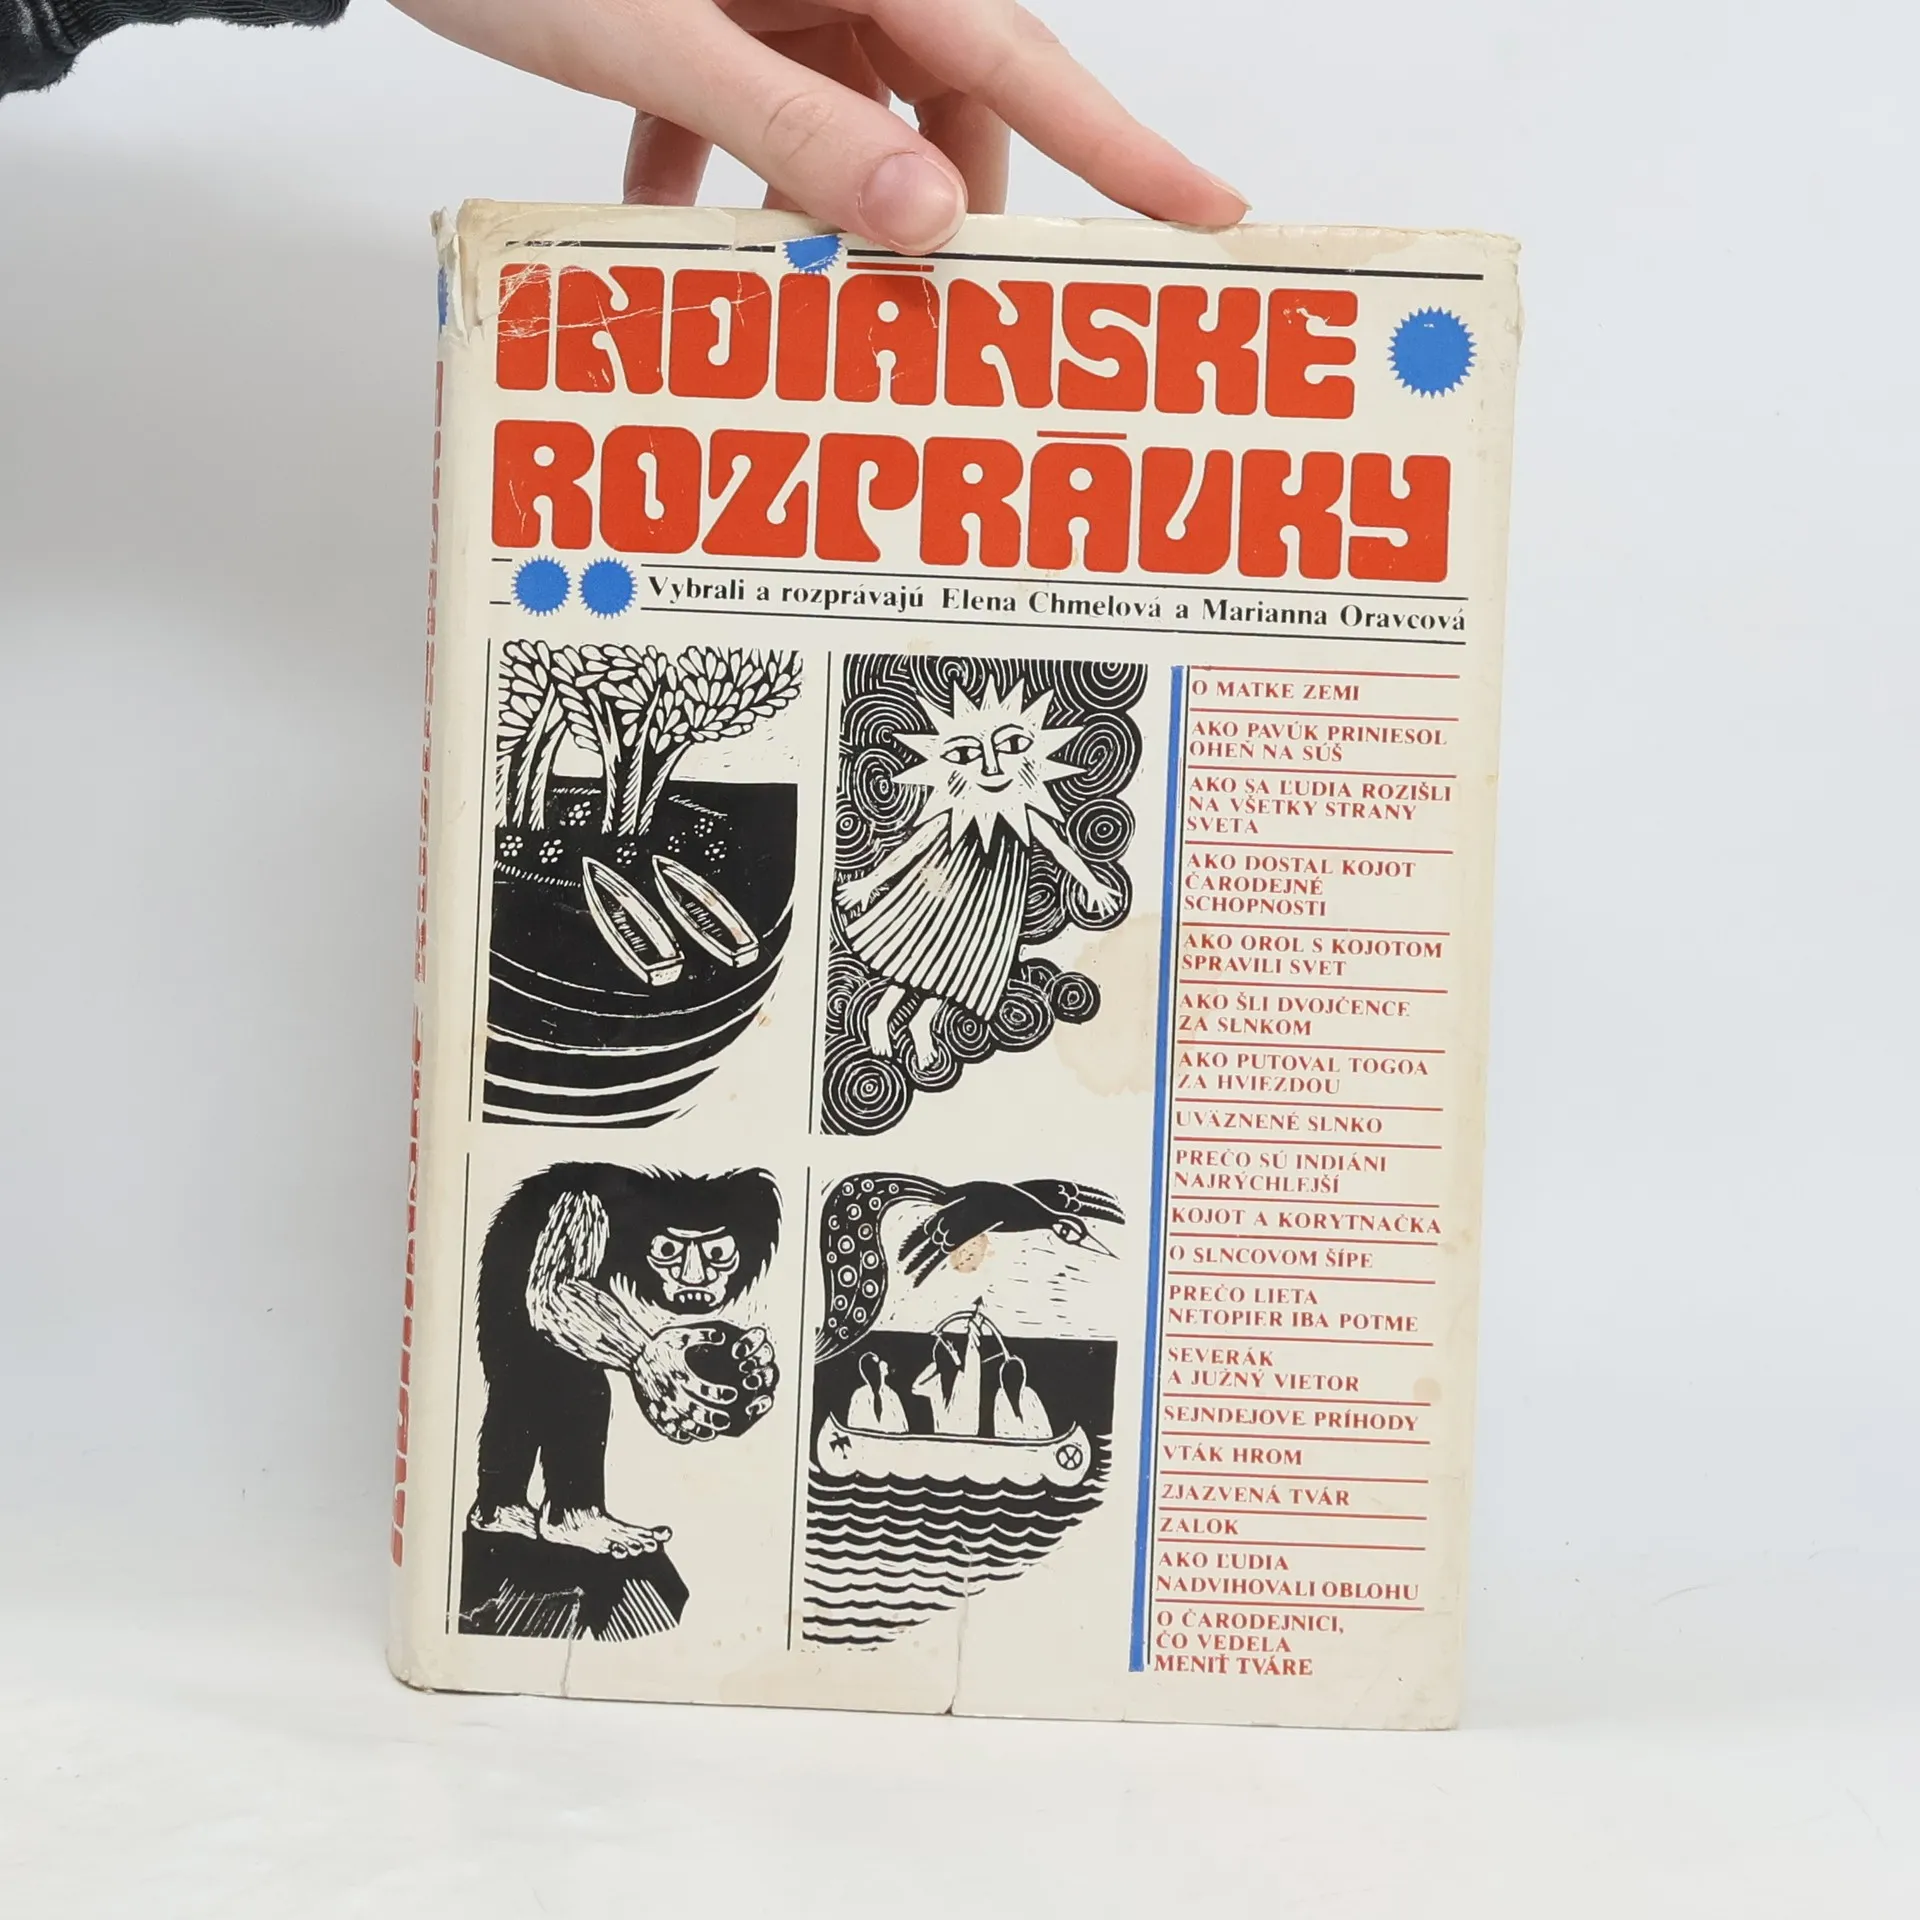 INDIÁNSKE
ROZPRÁVKY
Vybrali a rozprávajú Elena Chmelová a Marianna Oravcová
O MATKE ZEMI
AKO PAVÚK PRINIESOL
OHEŇ NA SÚŠ
AKO SA ĽUDIA ROZIŠLI
NA VŠETKY STRANY
SVETA
AKO DOSTAL KOJOT
ČARODEJNÉ
SCHOPNOSTI
AKO OROL S KOJOTOM
SPRAVILI SVET
AKO ŠLI DVOJČENCE
ZA SLNKOM
AKO PUTOVAL TOGOA
ZA HVIEZDOU
UVÄZNENÉ SLNKO
PREČO SÚ INDIÁNI
NAJRÝCHLEJŠÍ
KOJOT A KORYTNAČKA
O SLNCOVOM ŠÍPE
PREČO LIETA
NETOPIER IBA POTME
SEVERÁK
A JUŽNÝ VIETOR
SEJNDEJOVE PRÍHODY
VTÁK HROM
ZJAZVENÁ TVÁR
ZALOK
AKO ĽUDIA
NADVIHOVALI OBLOHU
O ČARODEJNICI,
ČO VEDELA
MENIŤ TVÁRE